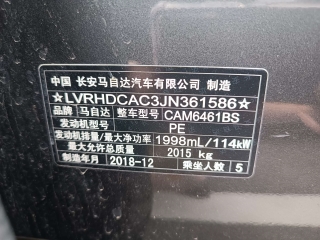 中国 长安马自达汽车有限公司 制造
★LVRHDCAC3JN361586★
品牌 马自达 整车型号 CAM6461BS
发动机型号 PE
发动机排量/最大净功率 1998mL/114kW
最大允许总质量 2015 kg
制造年月 2018-12 乘坐人数 5